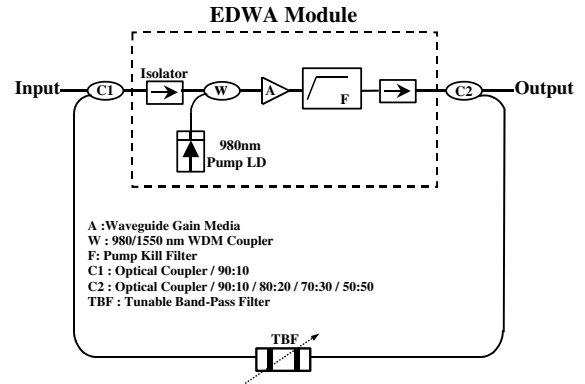 EDWA Module
Input
C1
Isolator
W
A
F
C2
Output
980nm
Pump LD
A :Waveguide Gain Media
W : 980/1550 nm WDM Coupler
F: Pump Kill Filter
C1 : Optical Coupler / 90:10
C2 : Optical Coupler / 90:10 / 80:20 / 70:30 / 50:50
TBF : Tunable Band-Pass Filter
TBF